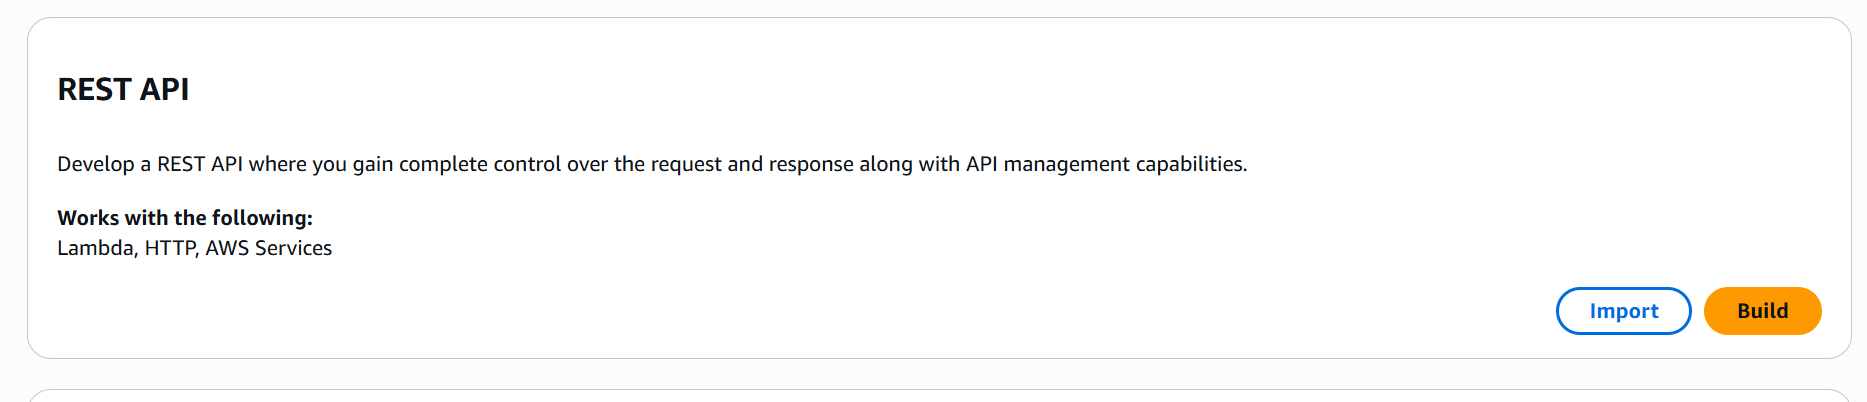 REST API
Develop a REST API where you gain complete control over the request and response along with API management capabilities.
Works with the following:
Lambda, HTTP, AWS Services
Import
Build